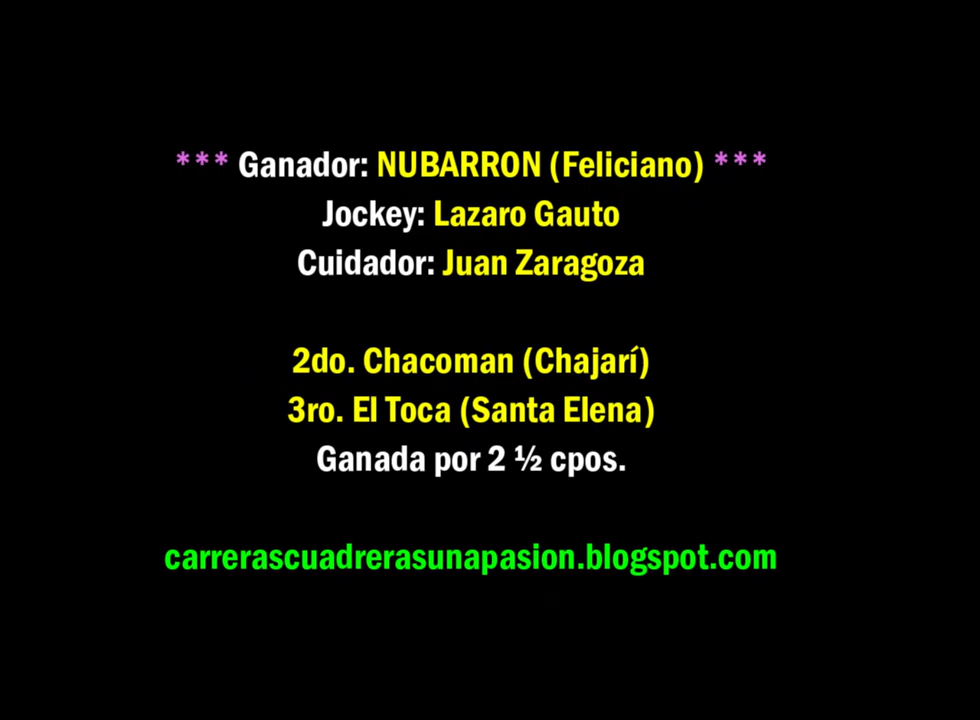 *** Ganador: NUBARRON (Feliciano) ***
Jockey: Lazaro Gauto
Cuidador: Juan Zaragoza
2do. Chacoman (Chajarí)
3ro. El Toca (Santa Elena)
Ganada por 2 ½ cpos.
carrerascuadrerasunapasion.blogspot.com